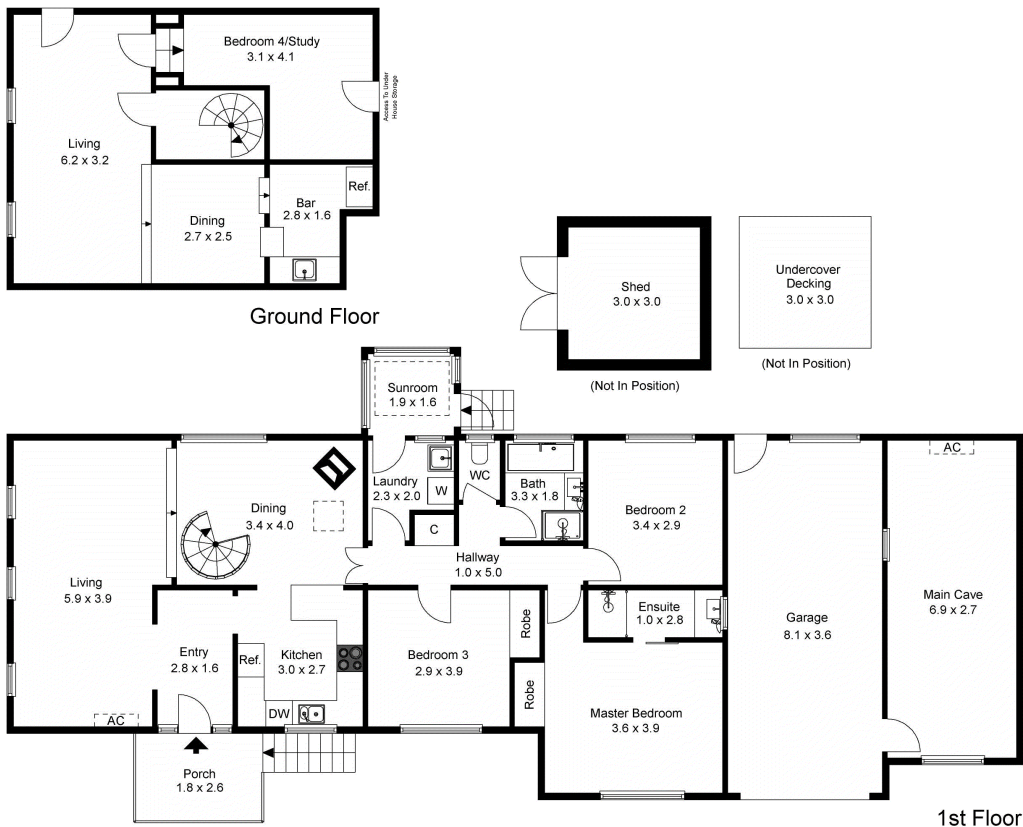 Bedroom 4/Study
3.1 x 4.1
Access To Under
House Storage
Living
6.2 x 3.2
Ref.
Bar
2.8 x 1.6
Dining
2.7 x 2.5
Ground Floor
Shed
3.0 x 3.0
(Not In Position)
Undercover
Decking
3.0 x 3.0
(Not In Position)
Sunroom
1.9 x 1.6
Laundry
2.3 x 2.0
W
C
WC
Bath
3.3 x 1.8
Bedroom 2
3.4 x 2.9
AC
Dining
3.4 x 4.0
Hallway
1.0 x 5.0
Living
5.9 x 3.9
Main Cave
6.9 x 2.7
Ensuite
1.0 x 2.8
Garage
8.1 x 3.6
Entry
2.8 x 1.6
Ref.
Kitchen
3.0 x 2.7
Bedroom 3
2.9 x 3.9
Robe
Robe
Master Bedroom
3.6 x 3.9
AC
DW
Porch
1.8 x 2.6
1st Floor